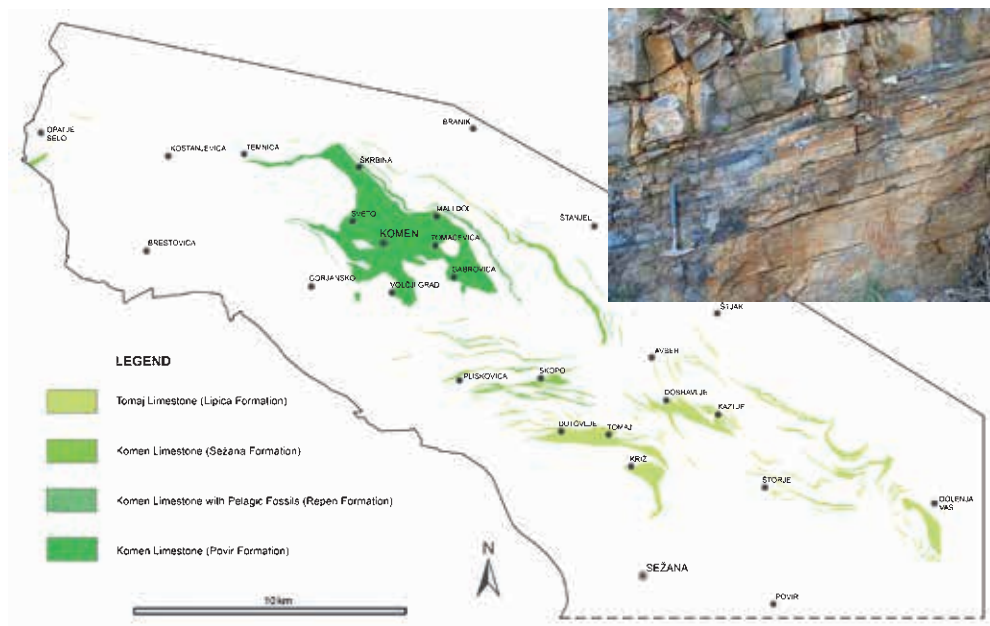 OPATJE
SELO
KOSTANJEVICA
TEMNICA
BRANIK
ŠKRBINA
SVETO
MALI DOL
ŠTANJEL
KOMEN
TOMAČEVICA
BRESTOVICA
GABROVICA
GORJANSKO
VOLČJI GRAD
ŠTJAK
AVBER
PLISKOVICA
SKOPO
KAZLJE
DUTOVLJE
TOMAJ
KRIŽ
ŠTORJE
DOLENJA
VAS
SEŽANA
POVIR
LEGEND
Tomaj Limestone (Lipica Formation)
Komen Limestone (Sežana Formation)
Komen Limestone with Pelagic Fossils (Repen Formation)
Komen Limestone (Povir Formation)
N
10 km